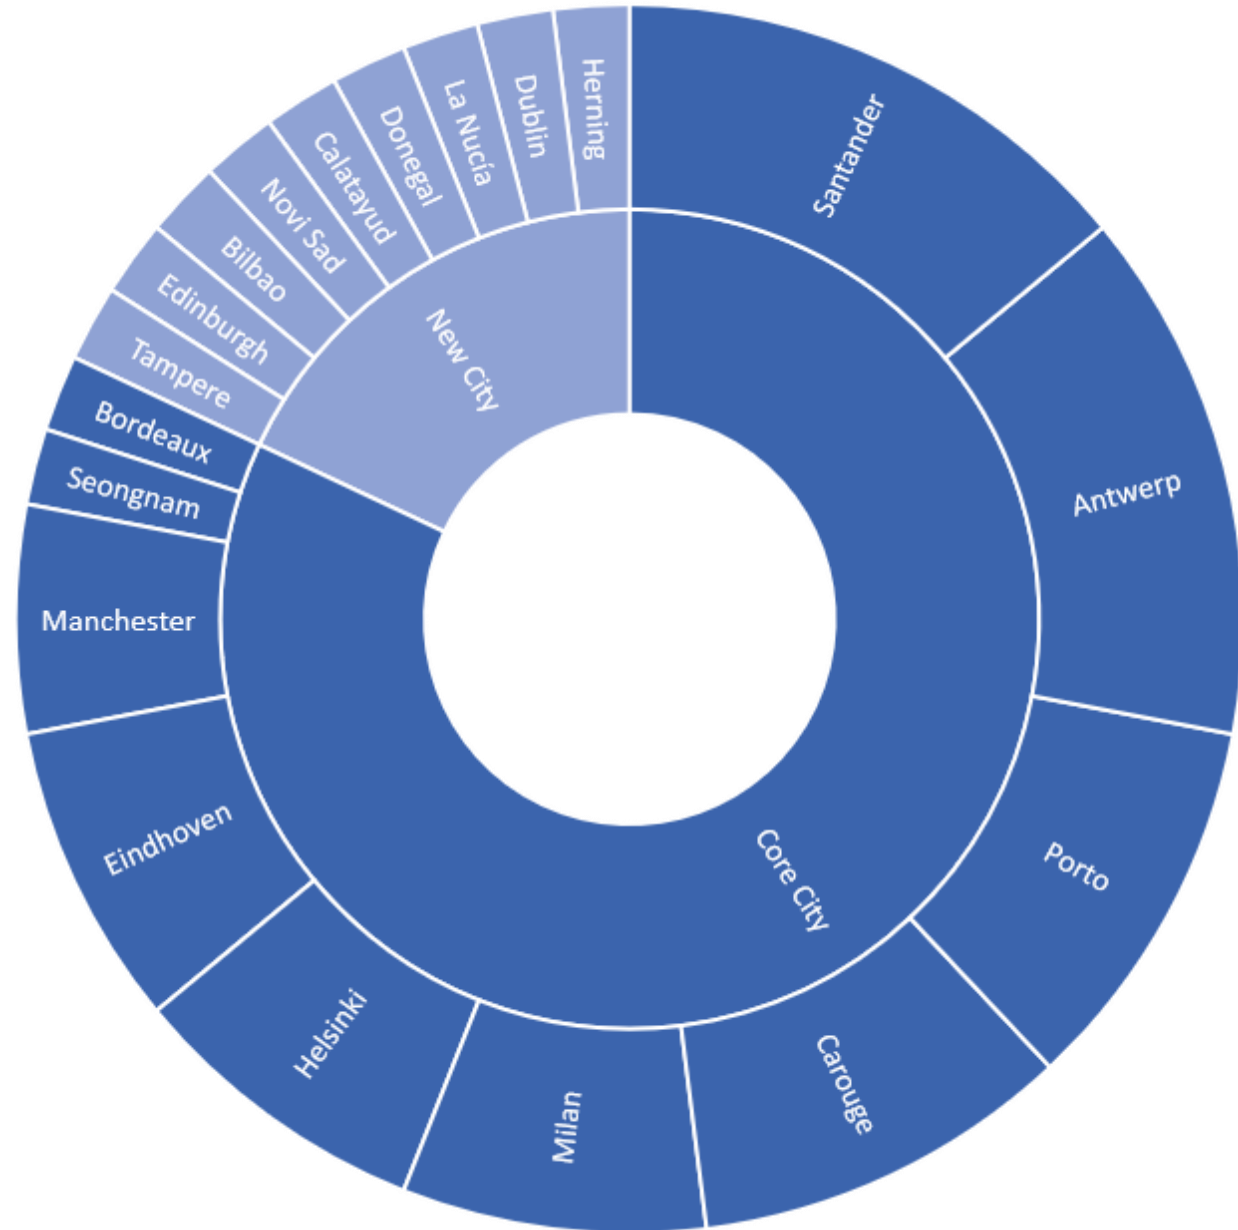 Herning
Dublin
La Nucía
Donegal
Calatayud
Novi Sad
Bilbao
Edinburgh
Tampere
Bordeaux
Seongnam
Manchester
Eindhoven
Helsinki
Milan
Carouge
Porto
Antwerp
Santander
New City
Core City